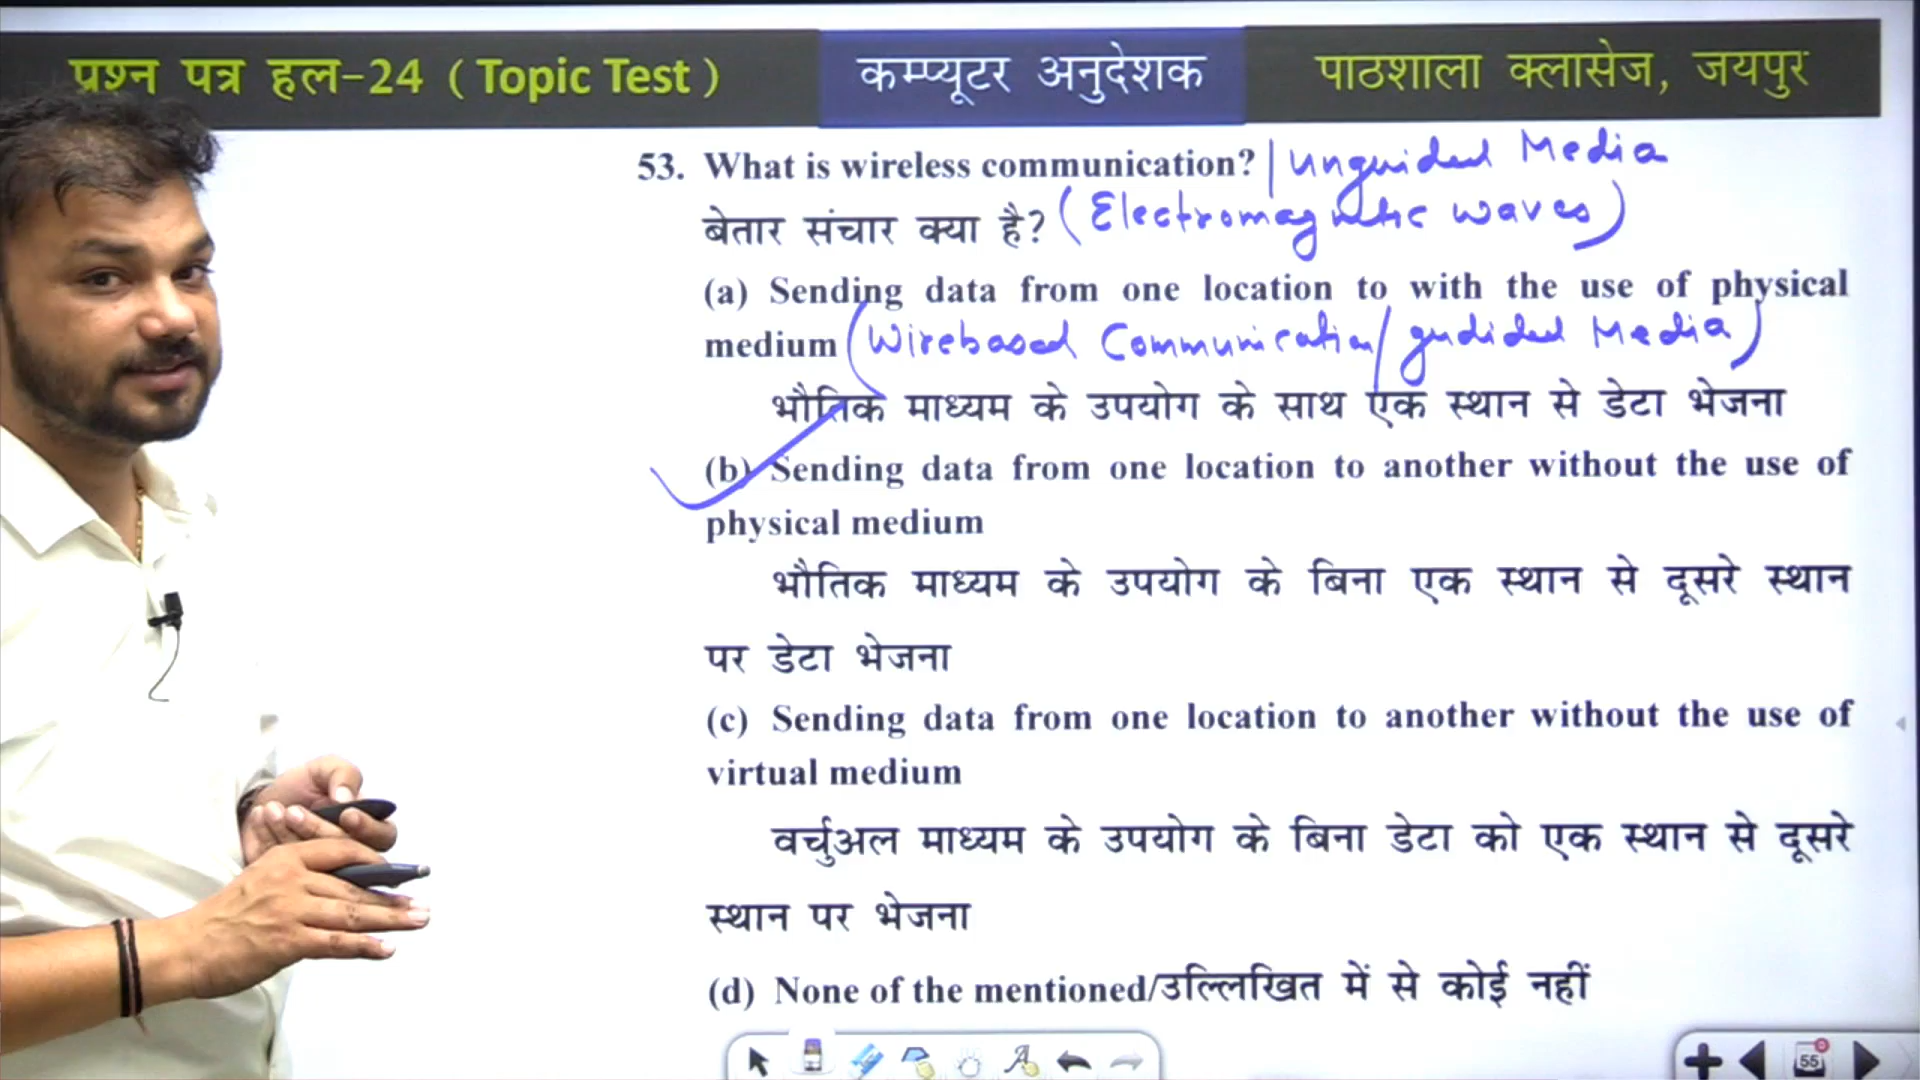 प्रश्न पत्र हल-24 ( Topic Test ) कम्प्यूटर अनुदेशक पाठशाला क्लासेज, जयपुर
53. What is wireless communication? | Unguided Media
बेतार संचार क्या है? (Electromagnetic waves)
(a) Sending data from one location to with the use of physical
medium (Wirebased Communication/gudided Media)
भौतिक माध्यम के उपयोग के साथ एक स्थान से डेटा भेजना
(b) Sending data from one location to another without the use of
physical medium
भौतिक माध्यम के उपयोग के बिना एक स्थान से दूसरे स्थान
पर डेटा भेजना
(c) Sending data from one location to another without the use of
virtual medium
वर्चुअल माध्यम के उपयोग के बिना डेटा को एक स्थान से दूसरे
स्थान पर भेजना
(d) None of the mentioned/उल्लिखित में से कोई नहीं
55